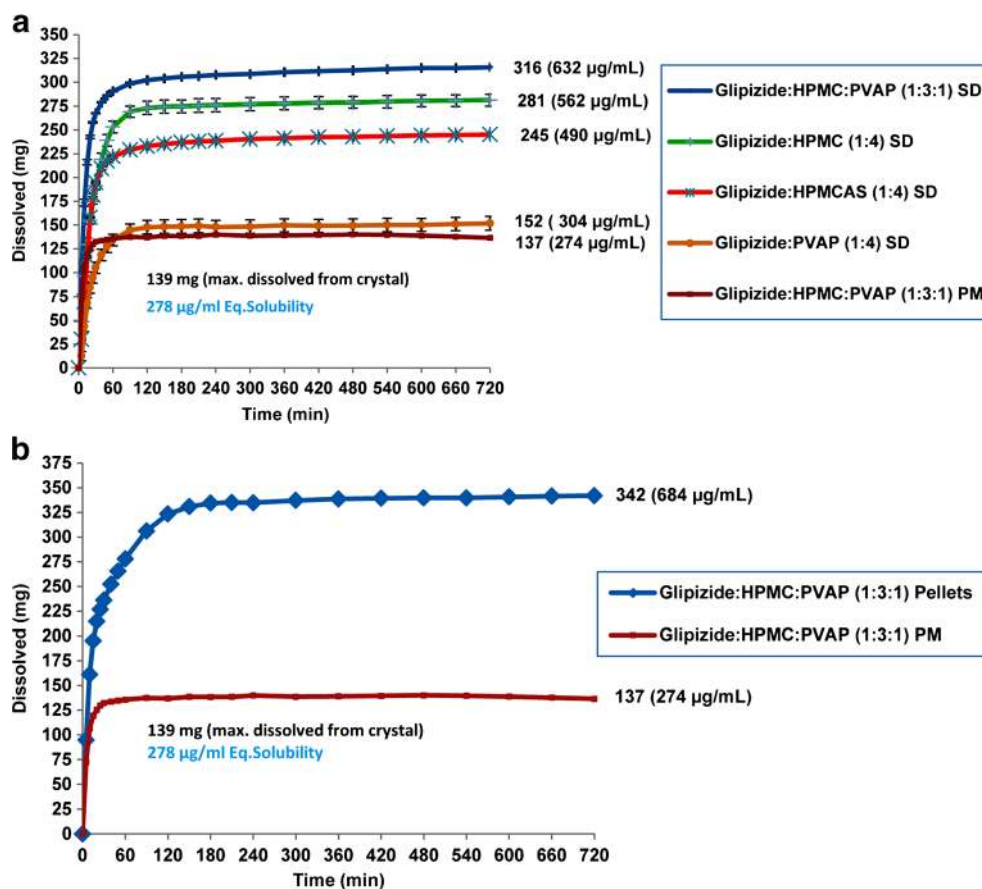 a
350
325
300
275
250
225
200
175
150
125
100
75
50
25
0
Dissolved (mg)
0 60 120 180 240 300 360 420 480 540 600 660 720
Time (min)
316 (632 µg/mL)
281 (562 µg/mL)
245 (490 µg/mL)
152 ( 304 µg/mL)
137 (274 µg/mL)
139 mg (max. dissolved from crystal)
278 µg/ml Eq.Solubility
Glipizide:HPMC:PVAP (1:3:1) SD
Glipizide:HPMC (1:4) SD
Glipizide:HPMCAS (1:4) SD
Glipizide:PVAP (1:4) SD
Glipizide:HPMC:PVAP (1:3:1) PM
b
375
350
325
300
275
250
225
200
175
150
125
100
75
50
25
0
Dissolved (mg)
0 60 120 180 240 300 360 420 480 540 600 660 720
Time (min)
342 (684 µg/mL)
137 (274 µg/mL)
139 mg (max. dissolved from crystal)
278 µg/ml Eq.Solubility
Glipizide:HPMC:PVAP (1:3:1) Pellets
Glipizide:HPMC:PVAP (1:3:1) PM